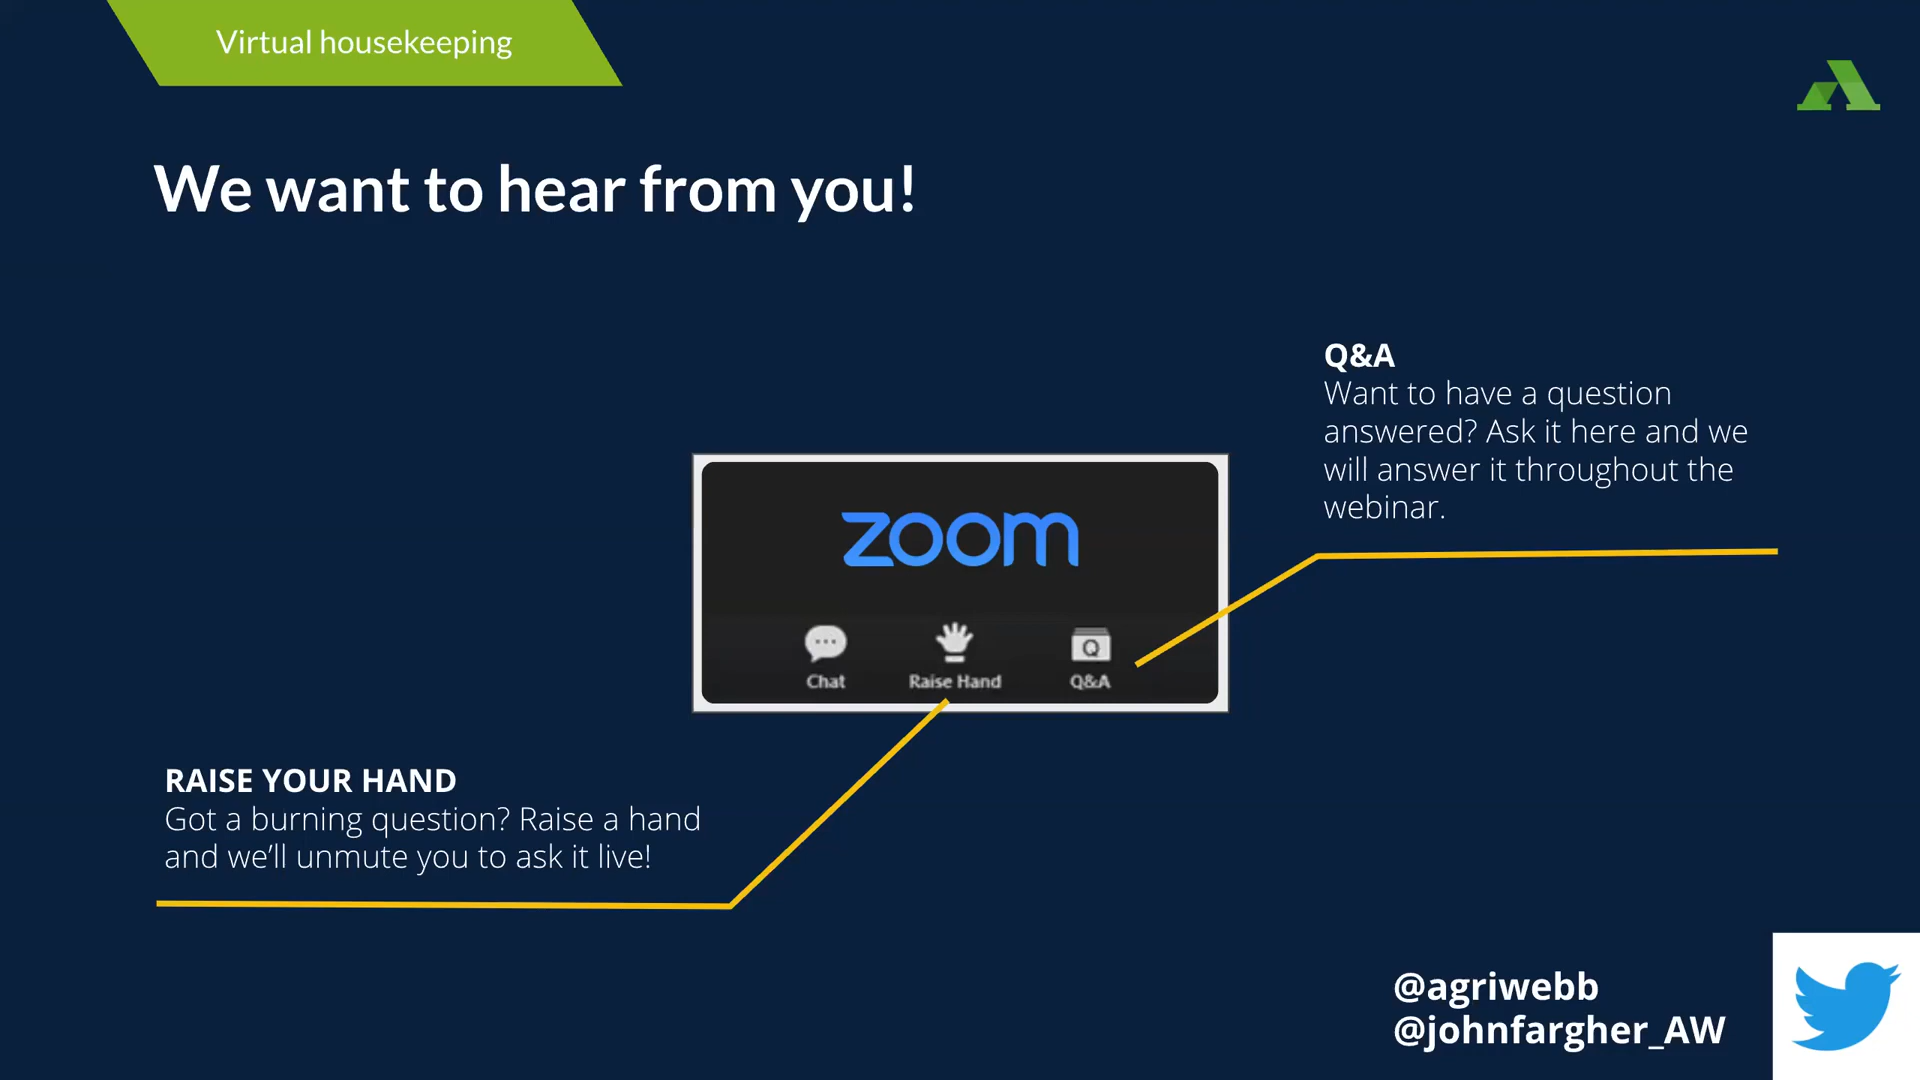 Virtual housekeeping
We want to hear from you!
Q&A
Want to have a question
answered? Ask it here and we
will answer it throughout the
webinar.
zoom
Chat
Raise Hand
Q
Q&A
RAISE YOUR HAND
Got a burning question? Raise a hand
and we’ll unmute you to ask it live!
@agriwebb
@johnfargher_AW